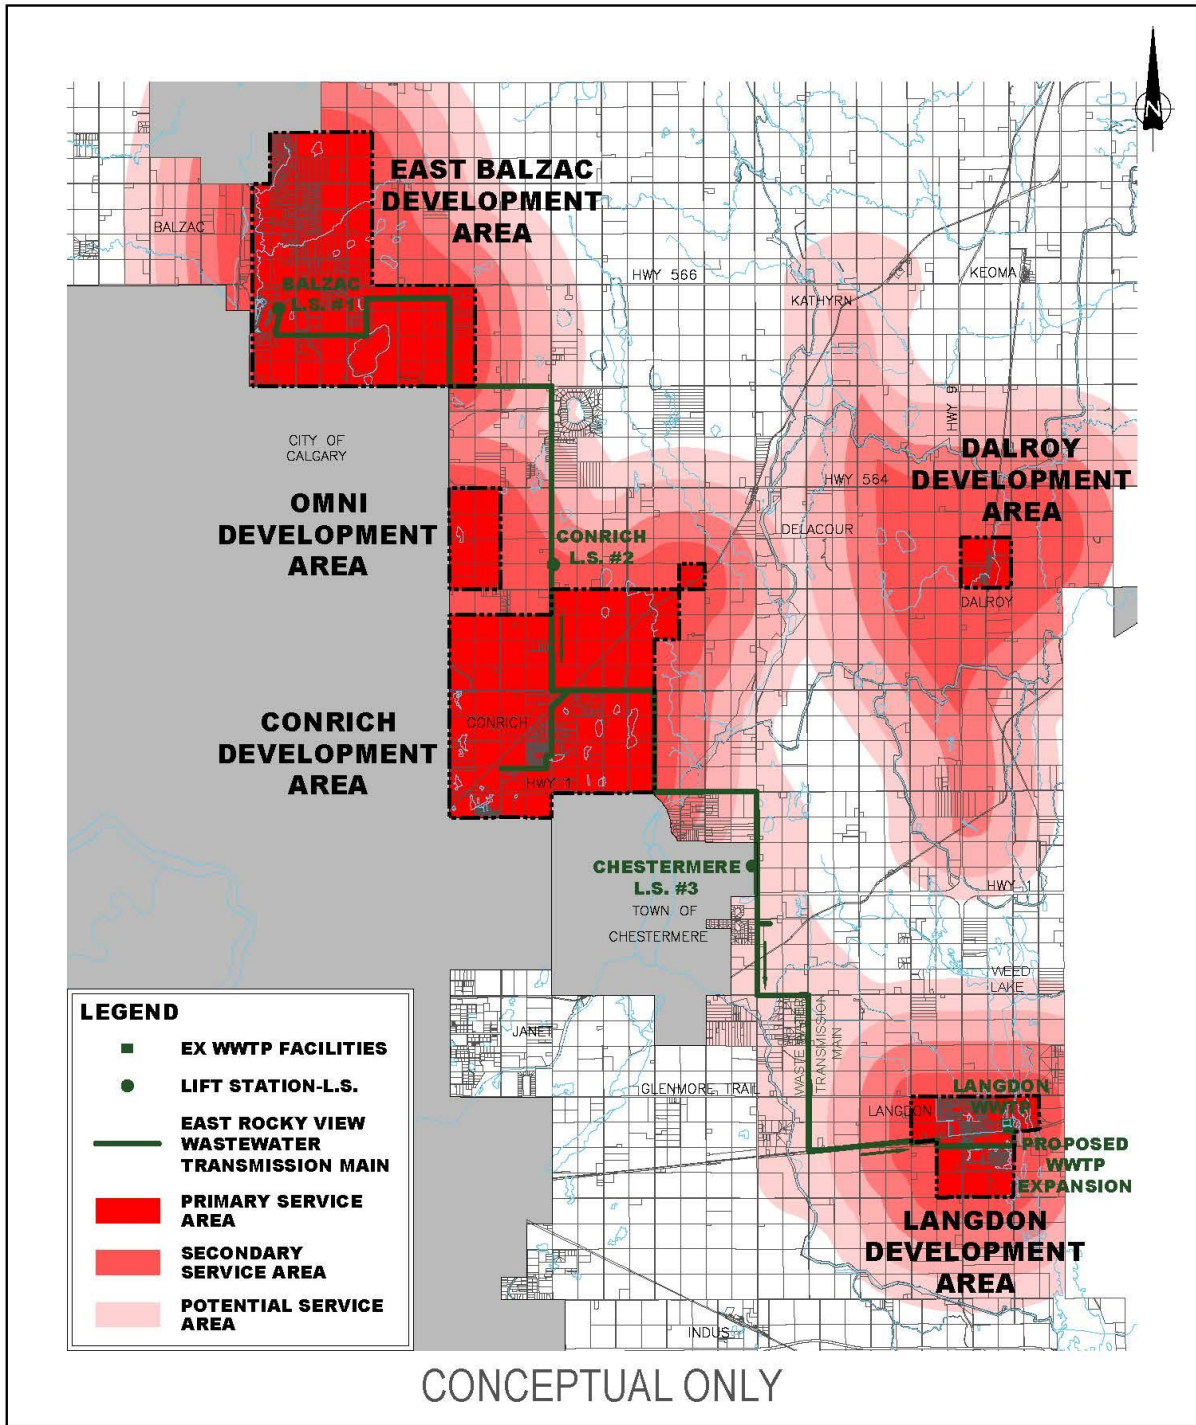 N
EAST BALZAC
DEVELOPMENT
AREA
BALZAC
HWY 566
KEOMA
KATHYRN
BALZAC
L.S. #1
HWY 9
CITY OF
CALGARY
DALROY
DEVELOPMENT
AREA
HWY 564
OMNI
DEVELOPMENT
AREA
DELACOUR
CONRICH
L.S. #2
DALROY
CONRICH
DEVELOPMENT
AREA
CONRICH
HWY 1
CHESTERMERE
L.S. #3
HWY 1
TOWN OF
CHESTERMERE
WEED
LAKE
JANET
WASTE WATER
TRANSMISSION
MAIN
GLENMORE TRAIL
LANGDON
LANGDON
WWTP
PROPOSED
WWTP
EXPANSION
LANGDON
DEVELOPMENT
AREA
INDUS
LEGEND
EX WWTP FACILITIES
LIFT STATION-L.S.
EAST ROCKY VIEW
WASTEWATER
TRANSMISSION MAIN
PRIMARY SERVICE
AREA
SECONDARY
SERVICE AREA
POTENTIAL SERVICE
AREA
CONCEPTUAL ONLY